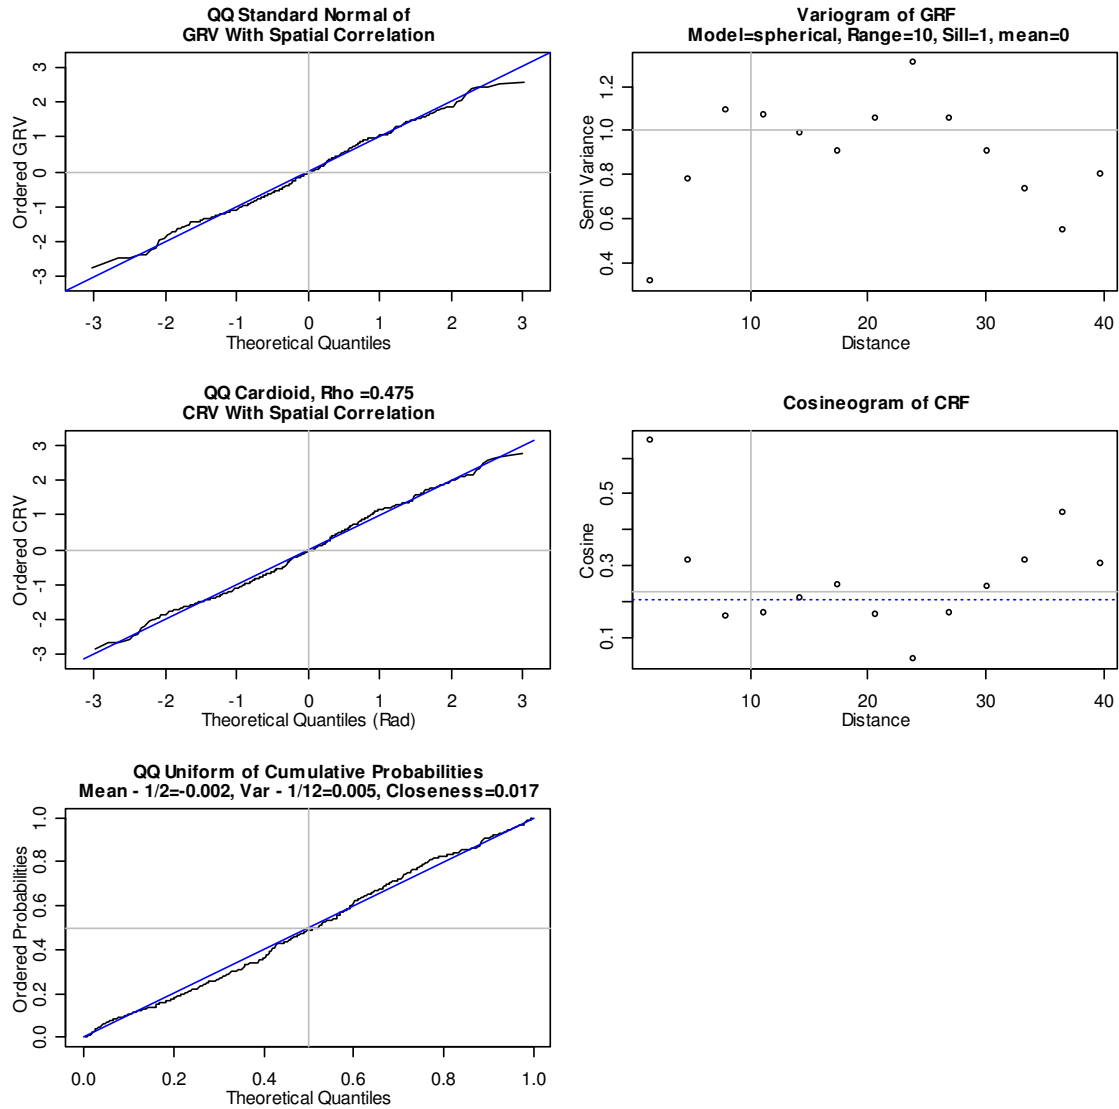 QQ Standard Normal of
GRV With Spatial Correlation
Ordered GRV
3
2
1
0
-1
-2
-3
-3 -2 -1 0 1 2 3
Theoretical Quantiles
Variogram of GRF
Model=spherical, Range=10, Sill=1, mean=0
Semi Variance
1.2
1.0
0.8
0.6
0.4
10 20 30 40
Distance
QQ Cardioid, Rho =0.475
CRV With Spatial Correlation
Ordered CRV
3
2
1
0
-1
-2
-3
-3 -2 -1 0 1 2 3
Theoretical Quantiles (Rad)
Cosineogram of CRF
Cosine
0.5
0.3
0.1
10 20 30 40
Distance
QQ Uniform of Cumulative Probabilities
Mean - 1/2=-0.002, Var - 1/12=0.005, Closeness=0.017
Ordered Probabilities
1.0
0.8
0.6
0.4
0.2
0.0
0.0 0.2 0.4 0.6 0.8 1.0
Theoretical Quantiles